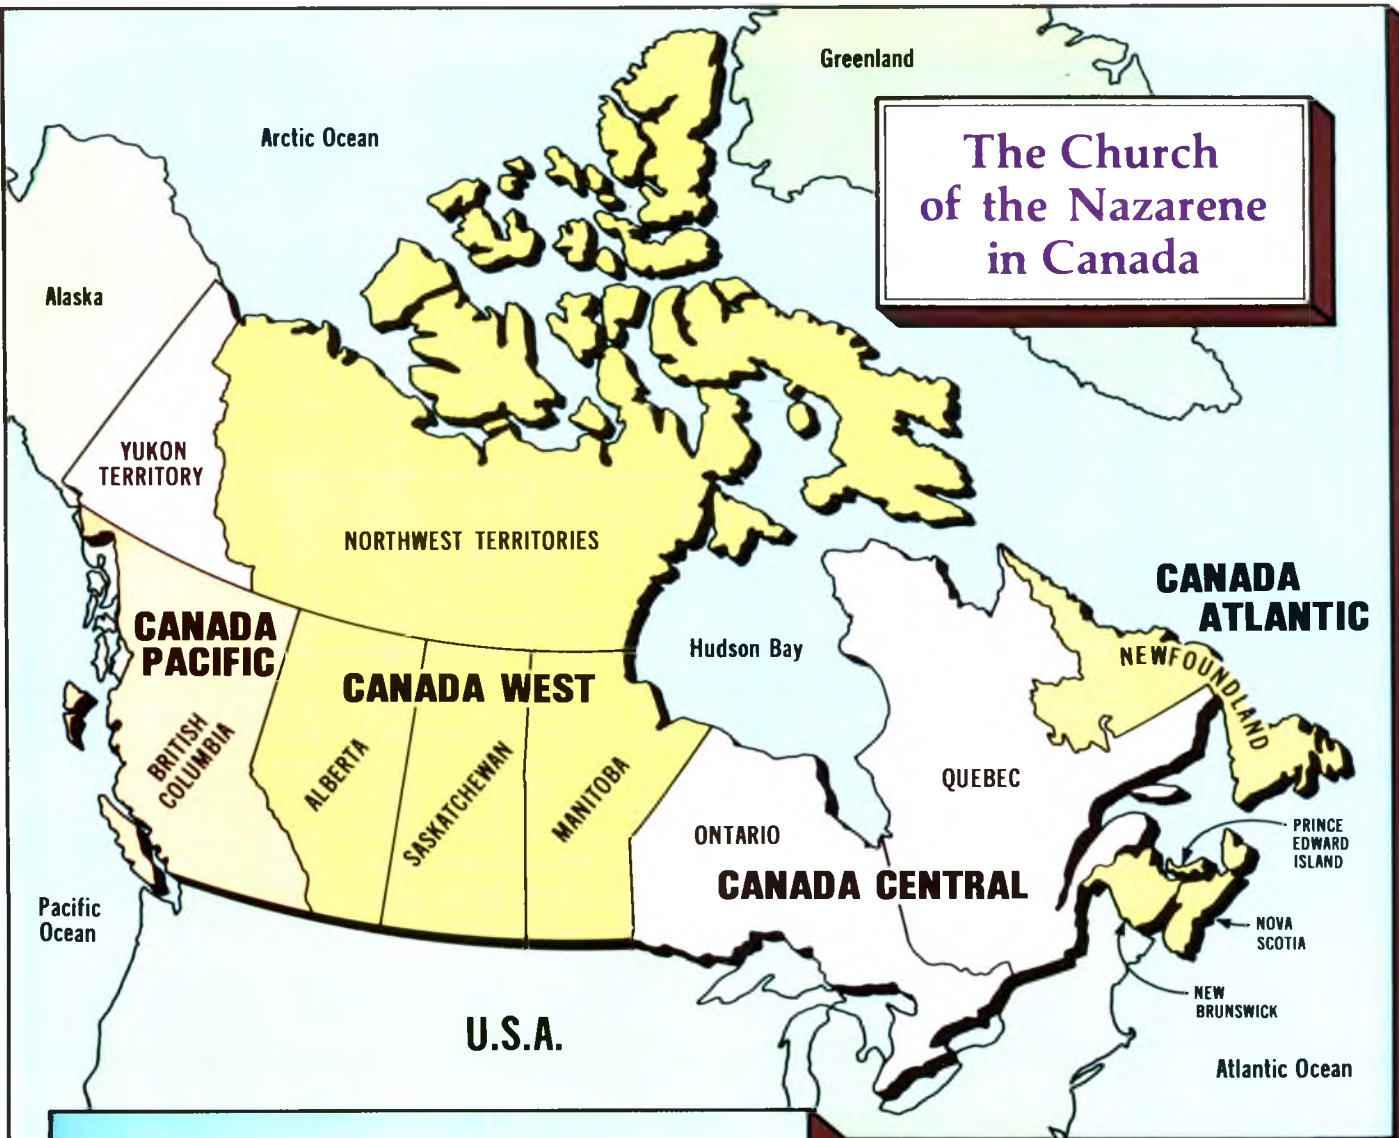 Greenland
The Church
of the Nazarene
in Canada
Arctic Ocean
Alaska
YUKON
TERRITORY
NORTHWEST TERRITORIES
CANADA
ATLANTIC
CANADA
PACIFIC
Hudson Bay
NEWFOUNDLAND
CANADA WEST
BRITISH
COLUMBIA
ALBERTA
SASKATCHEWAN
MANITOBA
QUEBEC
ONTARIO
PRINCE
EDWARD
ISLAND
CANADA CENTRAL
Pacific
Ocean
NOVA
SCOTIA
NEW
BRUNSWICK
U.S.A.
Atlantic Ocean